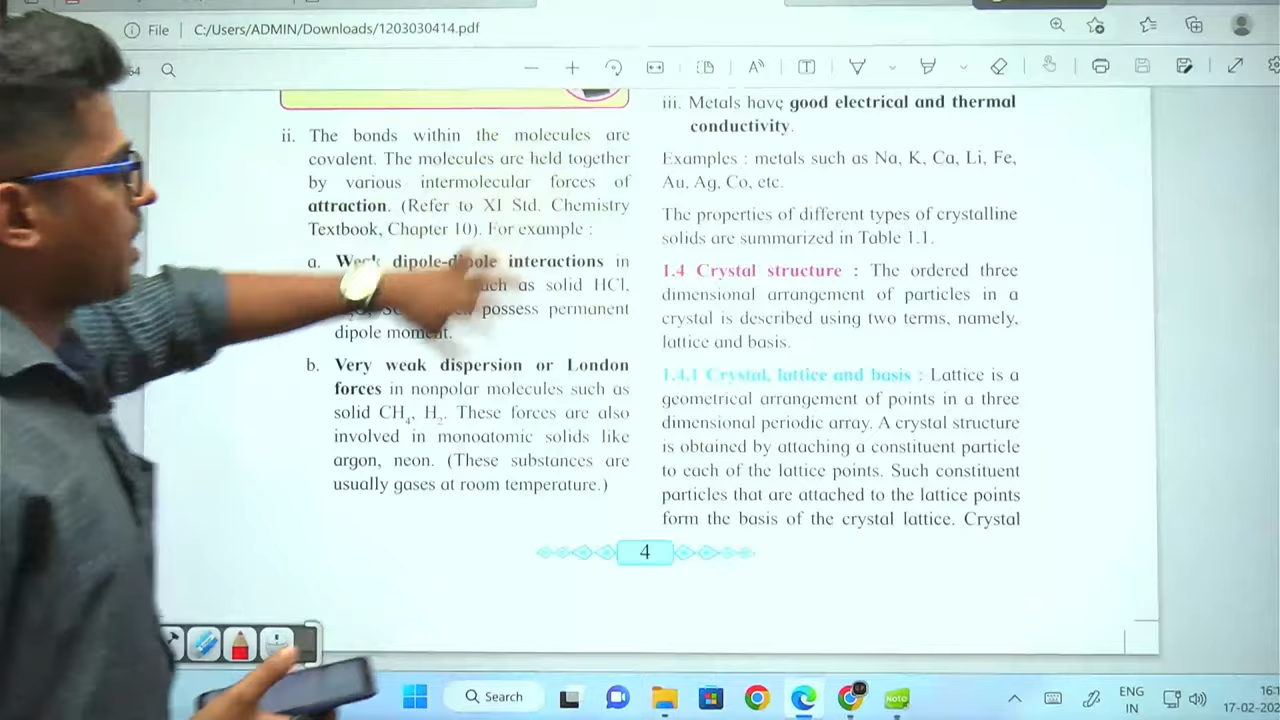 File | C:/Users/ADMIN/Downloads/1203030414.pdf
ii. The bonds within the molecules are
covalent. The molecules are held together
by various intermolecular forces of
attraction. (Refer to XI Std. Chemistry
Textbook, Chapter 10). For example :
a. Weak dipole-dipole interactions in
such as solid HCl,
possess permanent
dipole moment.
b. Very weak dispersion or London
forces in nonpolar molecules such as
solid CH₄, H₂. These forces are also
involved in monoatomic solids like
argon, neon. (These substances are
usually gases at room temperature.)
iii. Metals have good electrical and thermal
conductivity.
Examples : metals such as Na, K, Ca, Li, Fe,
Au, Ag, Co, etc.
The properties of different types of crystalline
solids are summarized in Table 1.1.
1.4 Crystal structure : The ordered three
dimensional arrangement of particles in a
crystal is described using two terms, namely,
lattice and basis.
1.4.1 Crystal, lattice and basis : Lattice is a
geometrical arrangement of points in a three
dimensional periodic array. A crystal structure
is obtained by attaching a constituent particle
to each of the lattice points. Such constituent
particles that are attached to the lattice points
form the basis of the crystal lattice. Crystal
4
Search
Note
ENG
IN
17-02-202